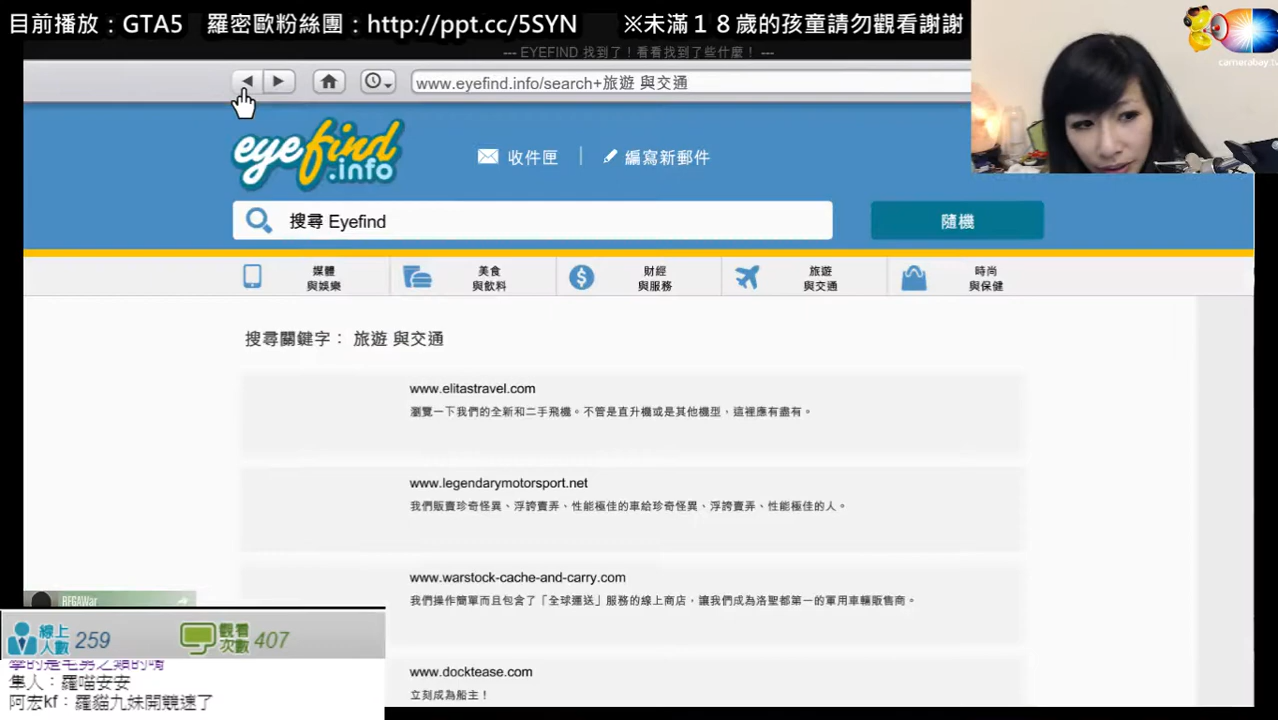 目前播放：GTA5 羅密歐粉絲團：http://ppt.cc/5SYN ※未滿１８歲的孩童請勿觀看謝謝
camerabay.tv
--- EYEFIND 找到了！看看找到了些什麼！ ---
www.eyefind.info/search+旅遊 與交通
eyefind.info
收件匣
編寫新郵件
搜尋 Eyefind
隨機
媒體與娛樂
美食與飲料
財經與服務
旅遊與交通
時尚與保健
搜尋關鍵字： 旅遊 與交通
www.elitastravel.com
瀏覽一下我們的全新和二手飛機。不管是直升機或是其他機型，這裡應有盡有。
www.legendarymotorsport.net
我們販賣珍奇怪異、浮誇賣弄、性能極佳的車給珍奇怪異、浮誇賣弄、性能極佳的人。
www.warstock-cache-and-carry.com
我們操作簡單而且包含了「全球運送」服務的線上商店，讓我們成為洛聖都第一的軍用車輛販售商。
www.docktease.com
立刻成為船主！
線上人數 259
觀看次數 407
隼人：羅喵安安
阿宏kf：羅貓九妹開競速了